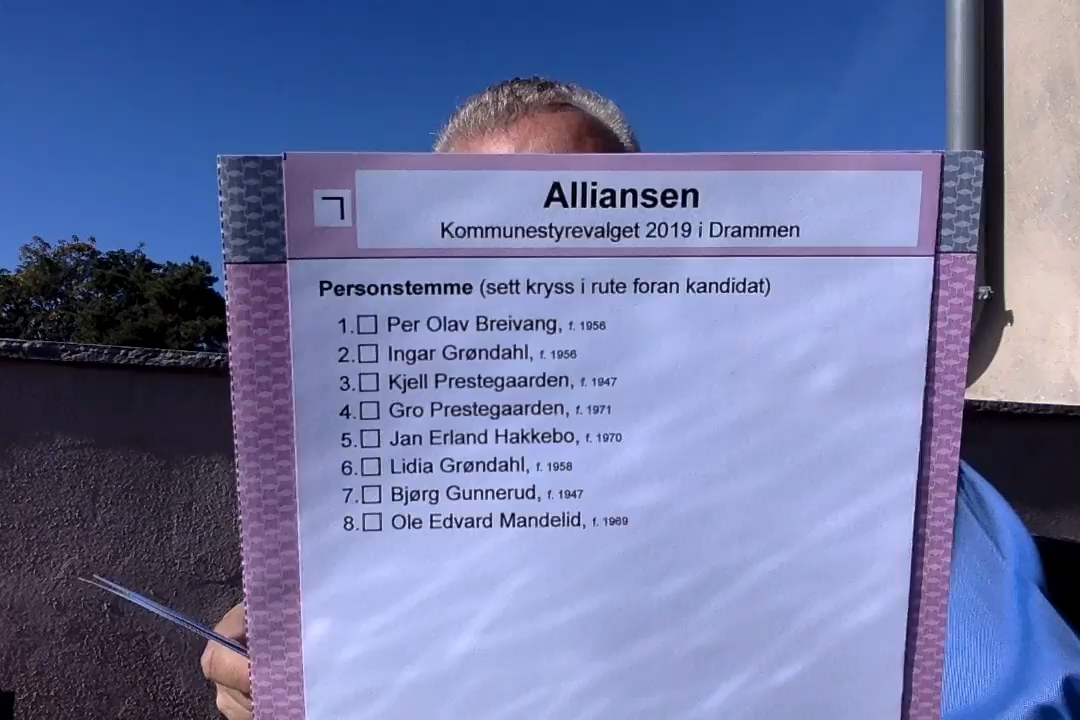 Alliansen
Kommunestyrevalget 2019 i Drammen
Personstemme (sett kryss i rute foran kandidat)
1. Per Olav Breivang, f. 1956
2. Ingar Grøndahl, f. 1956
3. Kjell Prestegaarden, f. 1947
4. Gro Prestegaarden, f. 1971
5. Jan Erland Hakkebo, f. 1970
6. Lidia Grøndahl, f. 1958
7. Bjørg Gunnerud, f. 1947
8. Ole Edvard Mandelid, f. 1969